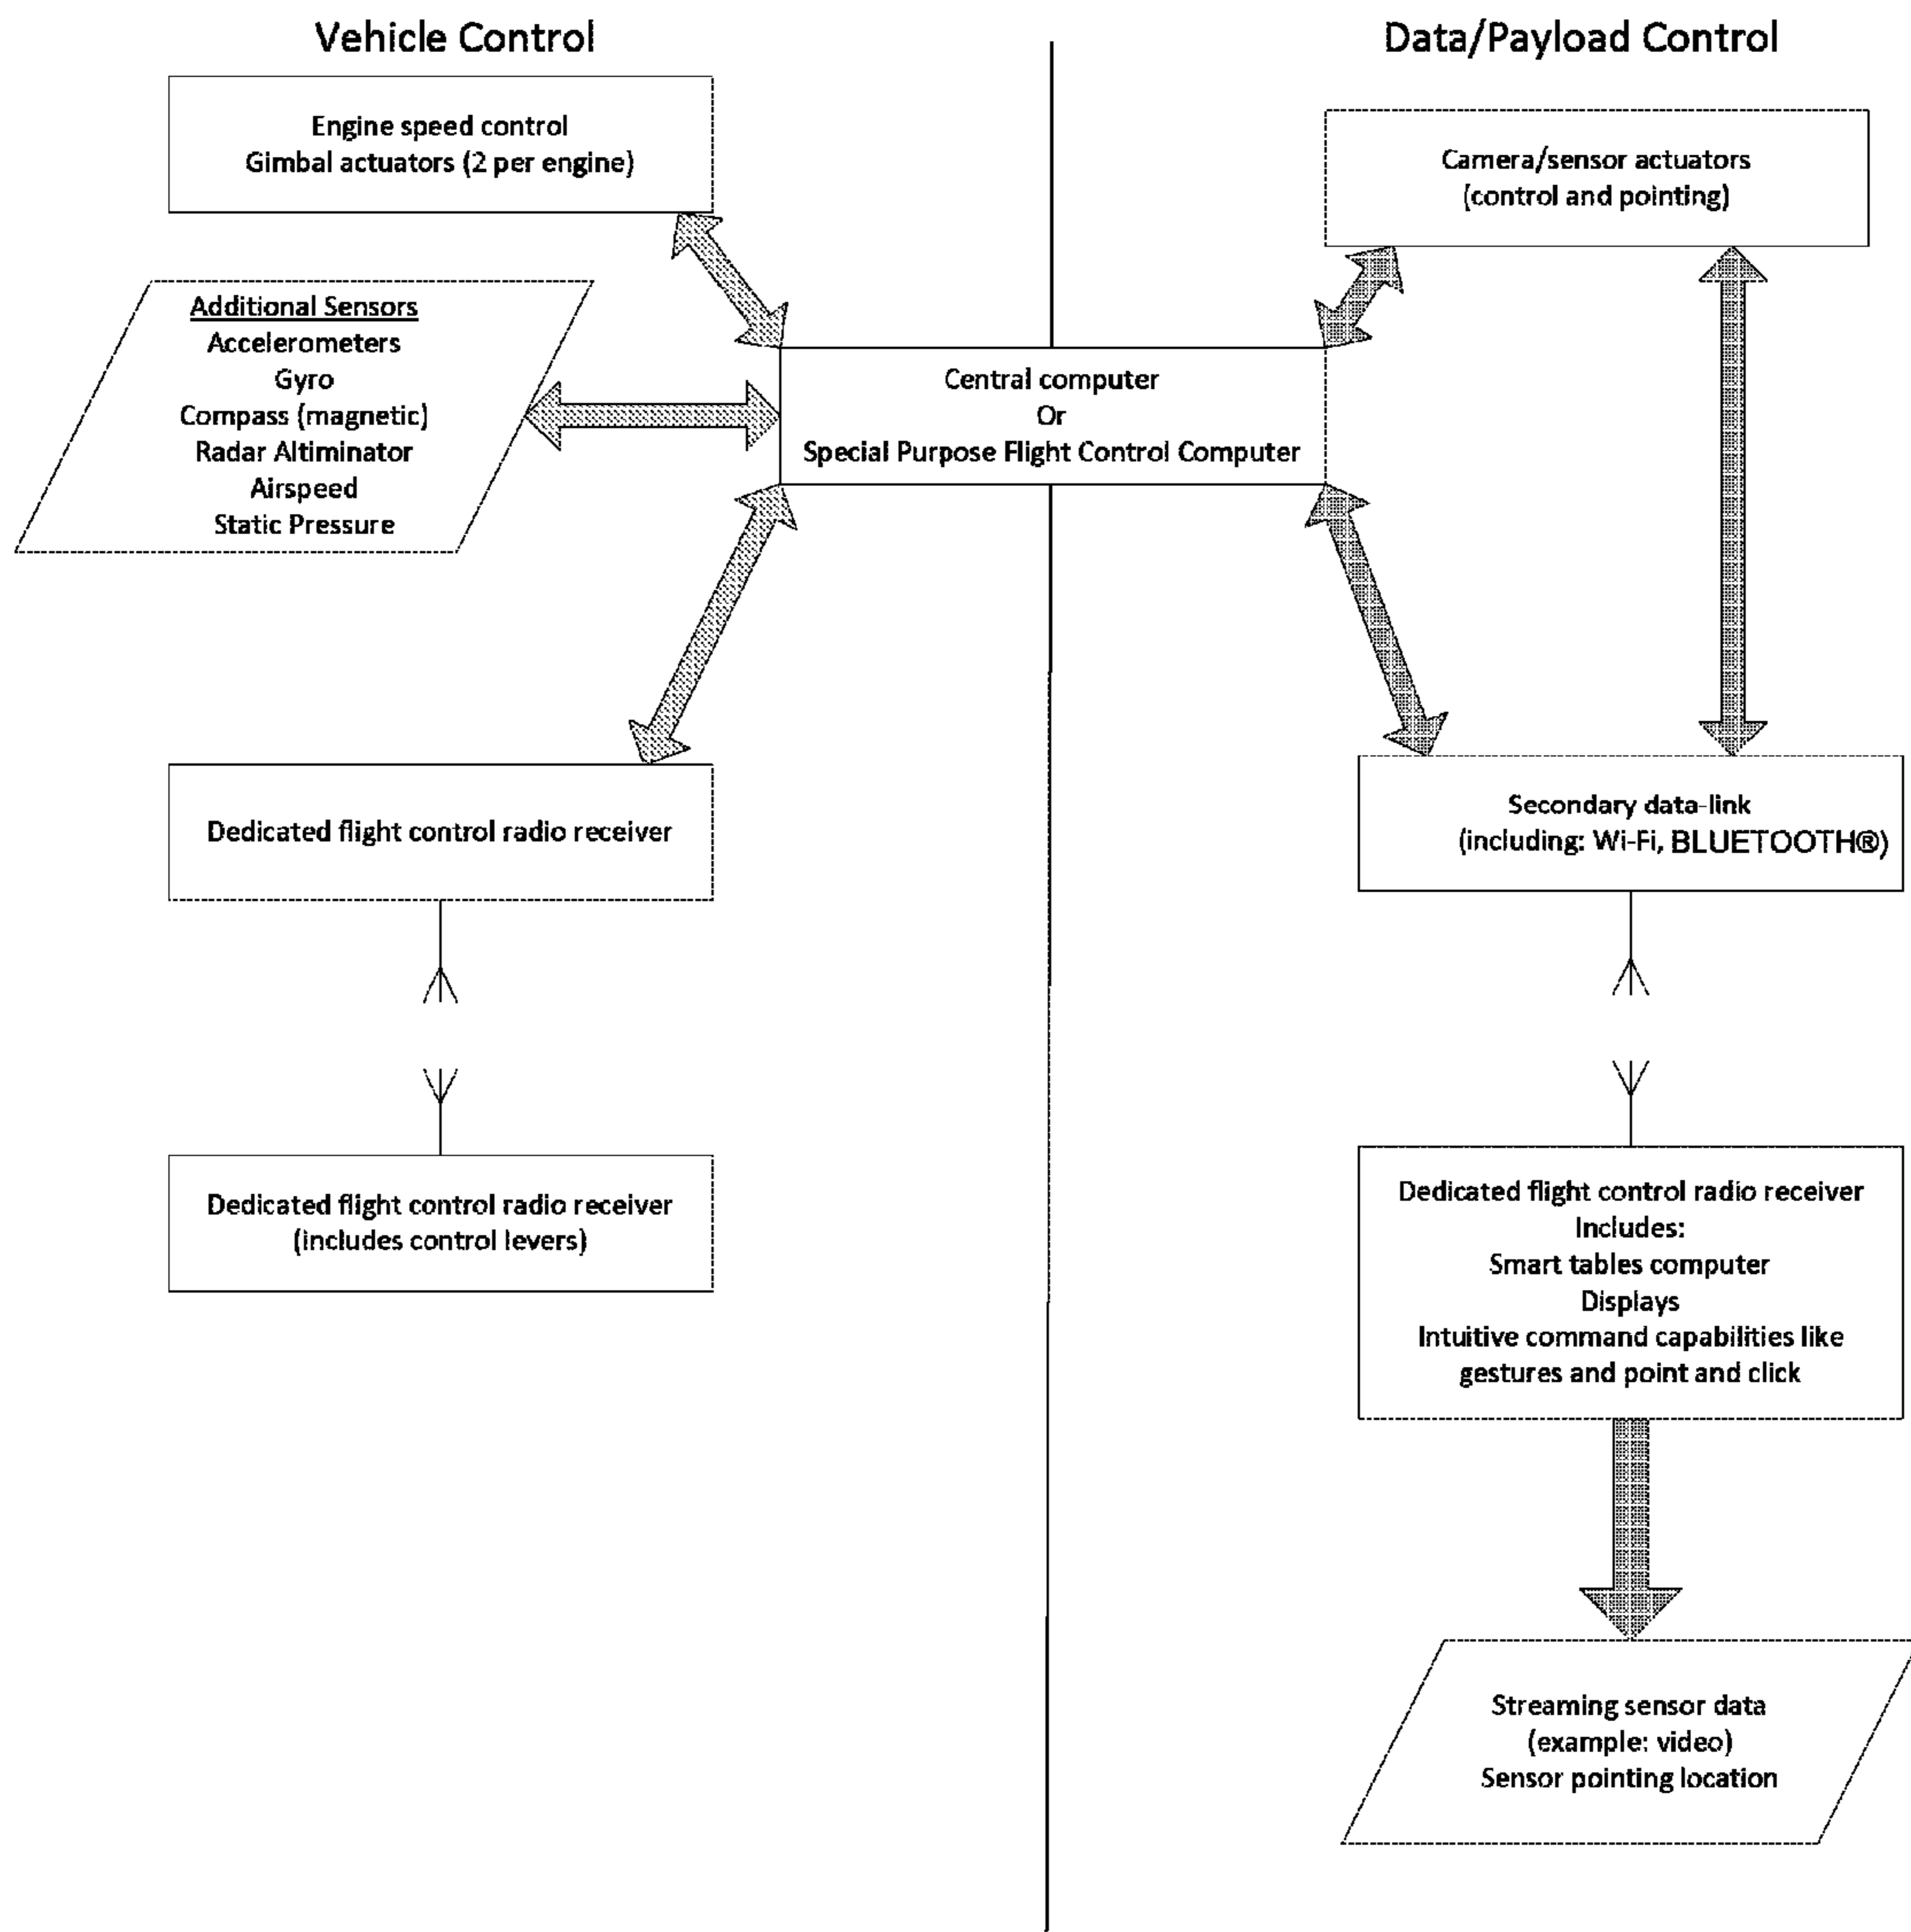 Vehicle Control
Engine speed control
Gimbal actuators (2 per engine)
Additional Sensors
Accelerometers
Gyro
Compass (magnetic)
Radar Altiminator
Airspeed
Static Pressure
Central computer
Or
Special Purpose Flight Control Computer
Dedicated flight control radio receiver
Dedicated flight control radio receiver
(includes control levers)
Data/Payload Control
Camera/sensor actuators
(control and pointing)
Secondary data-link
(including: Wi-Fi, BLUETOOTH®)
Dedicated flight control radio receiver
Includes:
Smart tables computer
Displays
Intuitive command capabilities like
gestures and point and click
Streaming sensor data
(example: video)
Sensor pointing location